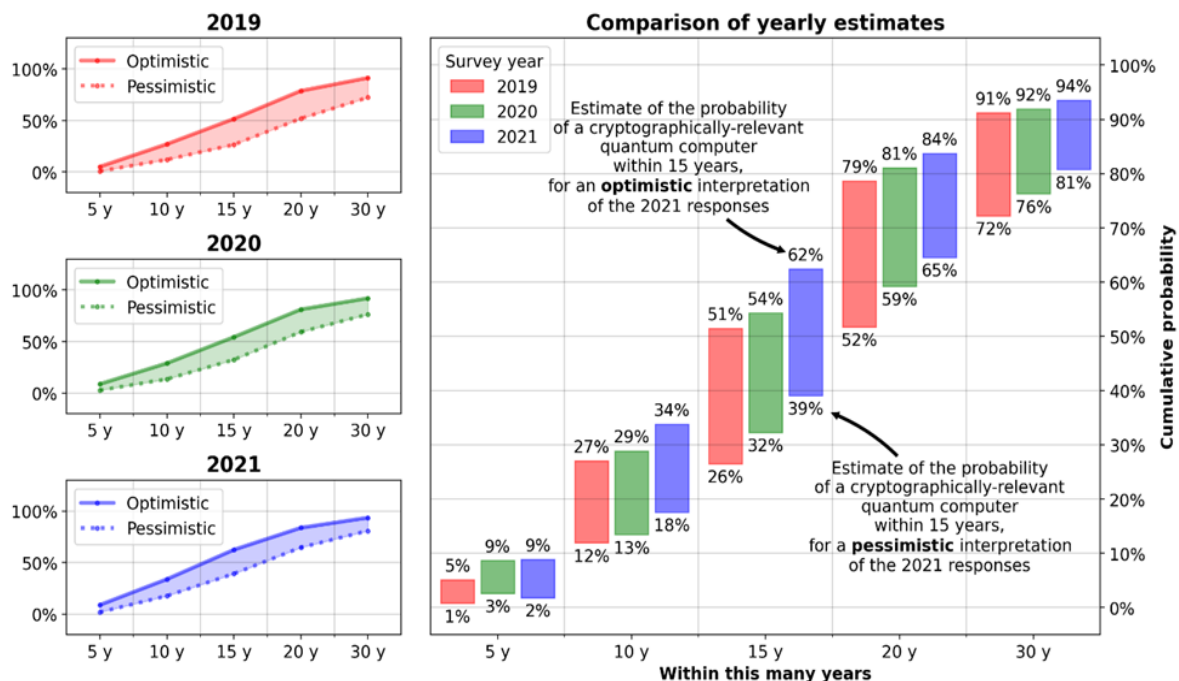 2019
100%
50%
0%
Optimistic
Pessimistic
5 y 10 y 15 y 20 y 30 y
2020
100%
50%
0%
Optimistic
Pessimistic
5 y 10 y 15 y 20 y 30 y
2021
100%
50%
0%
Optimistic
Pessimistic
5 y 10 y 15 y 20 y 30 y
Comparison of yearly estimates
Survey year
2019
2020
2021
Estimate of the probability
of a cryptographically-relevant
quantum computer
within 15 years,
for an optimistic interpretation
of the 2021 responses
5% 9% 9%
1% 3% 2%
27% 29% 34%
12% 13% 18%
51% 54% 62%
26% 32% 39%
79% 81% 84%
52% 59% 65%
91% 92% 94%
72% 76% 81%
Estimate of the probability
of a cryptographically-relevant
quantum computer
within 15 years,
for a pessimistic interpretation
of the 2021 responses
100%
90%
80%
70%
60%
50%
40%
30%
20%
10%
0%
Cumulative probability
5 y 10 y 15 y 20 y 30 y
Within this many years